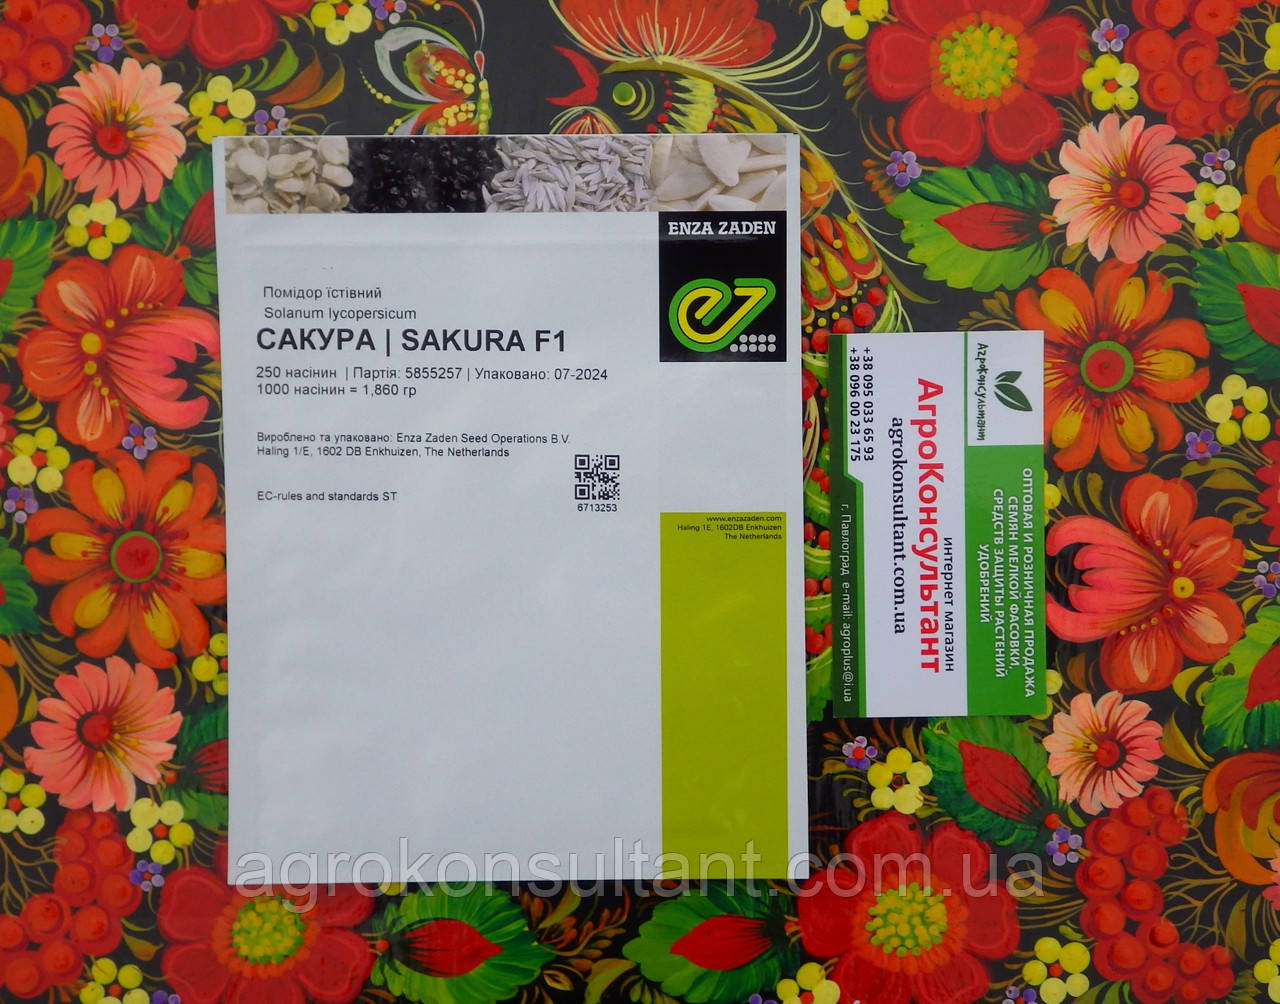 ENZA ZADEN
Помідор їстівний
Solanum lycopersicum
САКУРА | SAKURA F1
250 насінин | Партія: 5855257 | Упаковано: 07-2024
1000 насінин = 1,860 гр
Вироблено та упаковано: Enza Zaden Seed Operations B.V.
Haling 1/E, 1602 DB Enkhuizen, The Netherlands
EC-rules and standards ST
6713253
www.enzazaden.com
Haling 1E, 1602DB Enkhuizen
The Netherlands
АгроКонсультант
ОПТОВАЯ И РОЗНИЧНАЯ ПРОДАЖА
СЕМЯН МЕЛКОЙ ФАСОВКИ,
СРЕДСТВ ЗАЩИТЫ РАСТЕНИЙ
УДОБРЕНИЙ
интернет магазин
АгроКонсультант
agrokonsultant.com.ua
+38 095 033 65 93
+38 096 00 23 175
г. Павлоград e-mail: agroplus@i.ua
agrokonsultant.com.ua